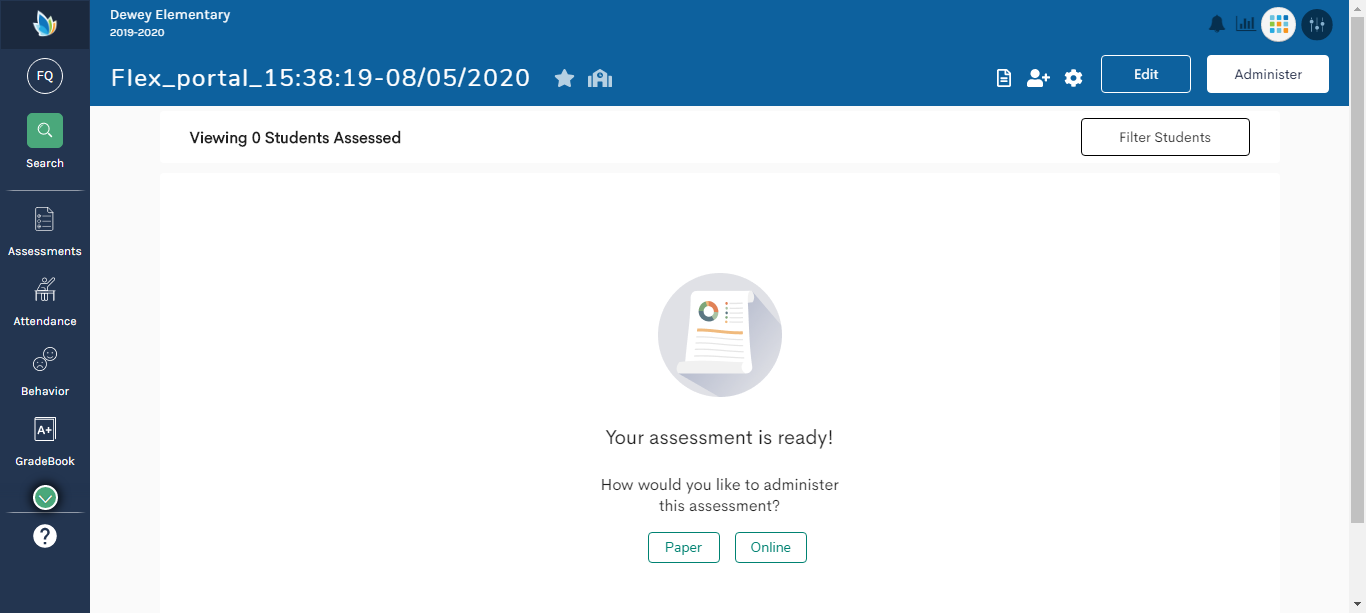 Dewey Elementary
2019-2020
FQ
Flex_portal_15:38:19-08/05/2020
Edit
Administer
Search
Viewing 0 Students Assessed
Filter Students
Assessments
Attendance
Behavior
A+
GradeBook
?
Your assessment is ready!
How would you like to administer
this assessment?
Paper
Online